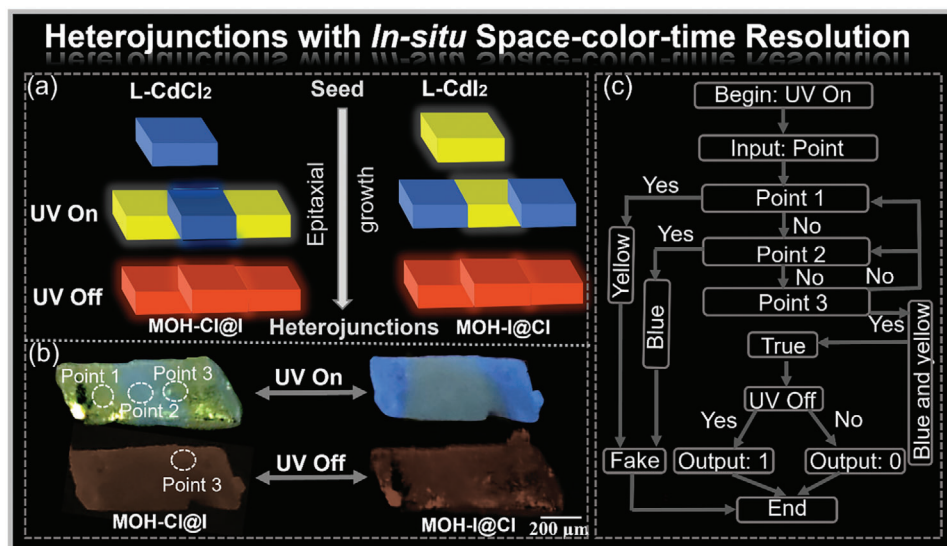 Heterojunctions with In-situ Space-color-time Resolution
(a)
L-CdCl₂
Seed
L-CdI₂
UV On
Epitaxial
growth
UV Off
MOH-Cl@I
Heterojunctions
MOH-I@Cl
(b)
Point 1
Point 2
Point 3
UV On
UV Off
Point 3
MOH-Cl@I
MOH-I@Cl
200 µm
(c)
Begin: UV On
Input: Point
Yes
Point 1
No
Yes
Point 2
No
No
Point 3
Yellow
Blue
Yes
Blue and yellow
True
UV Off
Yes
No
Fake
Output: 1
Output: 0
End